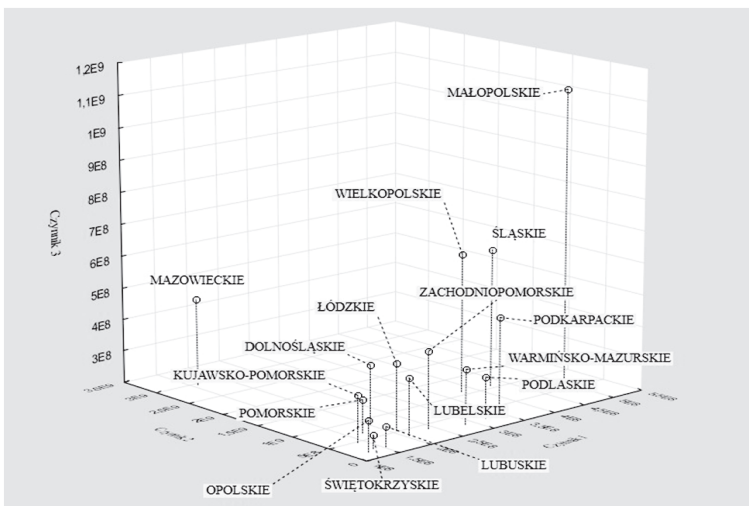 1,2E9
1,1E9
1E9
9E8
8E8
7E8
6E8
5E8
4E8
3E8
Czynnik 3
MAŁOPOLSKIE
WIELKOPOLSKIE
ŚLĄSKIE
MAZOWIECKIE
ZACHODNIOPOMORSKIE
ŁÓDZKIE
PODKARPACKIE
DOLNOŚLĄSKIE
WARMIŃSKO-MAZURSKIE
KUJAWSKO-POMORSKIE
PODLASKIE
POMORSKIE
LUBELSKIE
LUBUSKIE
OPOLSKIE
ŚWIĘTOKRZYSKIE